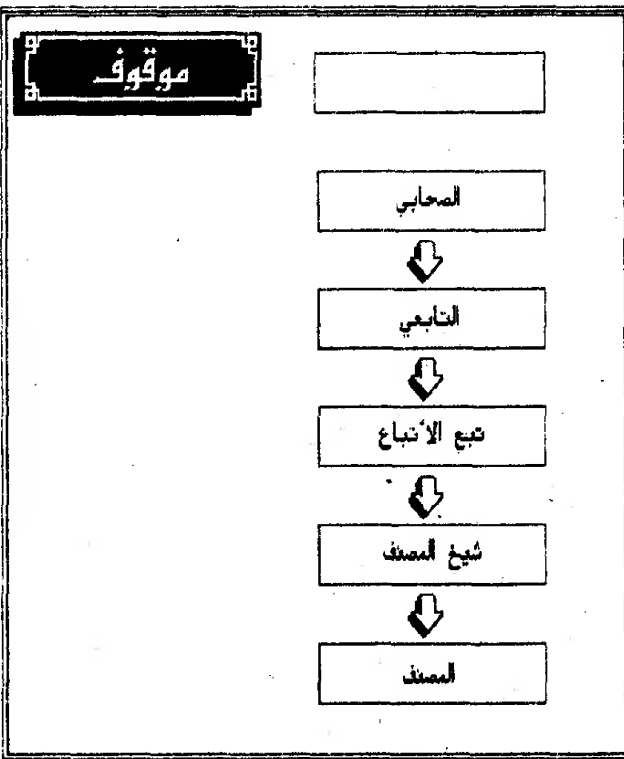 موقوف
الصحابي
التابعي
تبع الأتباع
شيخ المصنف
المصنف